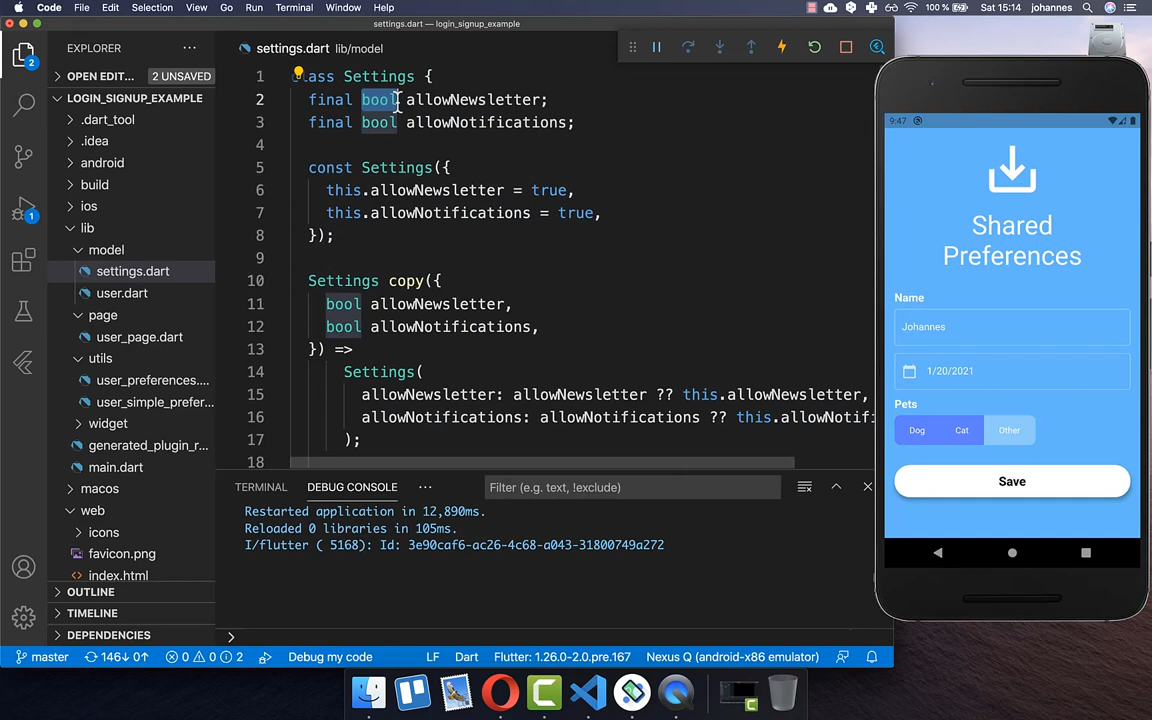 Code File Edit Selection View Go Run Terminal Window Help 100 % Sat 15:14 johannes
settings.dart — login_signup_example
EXPLORER
OPEN EDIT... 2 UNSAVED
LOGIN_SIGNUP_EXAMPLE
.dart_tool
.idea
android
build
ios
lib
model
settings.dart
user.dart
page
user_page.dart
utils
user_preferences....
user_simple_prefer...
widget
generated_plugin_r...
main.dart
macos
web
icons
favicon.png
index.html
OUTLINE
TIMELINE
DEPENDENCIES
2
1
settings.dart lib/model
1 class Settings {
2 final bool allowNewsletter;
3 final bool allowNotifications;
4
5 const Settings({
6 this.allowNewsletter = true,
7 this.allowNotifications = true,
8 });
9
10 Settings copy({
11 bool allowNewsletter,
12 bool allowNotifications,
13 }) =>
14 Settings(
15 allowNewsletter: allowNewsletter ?? this.allowNewsletter,
16 allowNotifications: allowNotifications ?? this.allowNotif
17 );
18
TERMINAL DEBUG CONSOLE ... Filter (e.g. text, !exclude)
Restarted application in 12,890ms.
Reloaded 0 libraries in 105ms.
I/flutter ( 5168): Id: 3e90caf6-ac26-4c68-a043-31800749a272
master 146↓ 0↑ 0 0 2 Debug my code LF Dart Flutter: 1.26.0-2.0.pre.167 Nexus Q (android-x86 emulator)
9:47
Shared
Preferences
Name
Johannes
1/20/2021
Pets
Dog Cat Other
Save